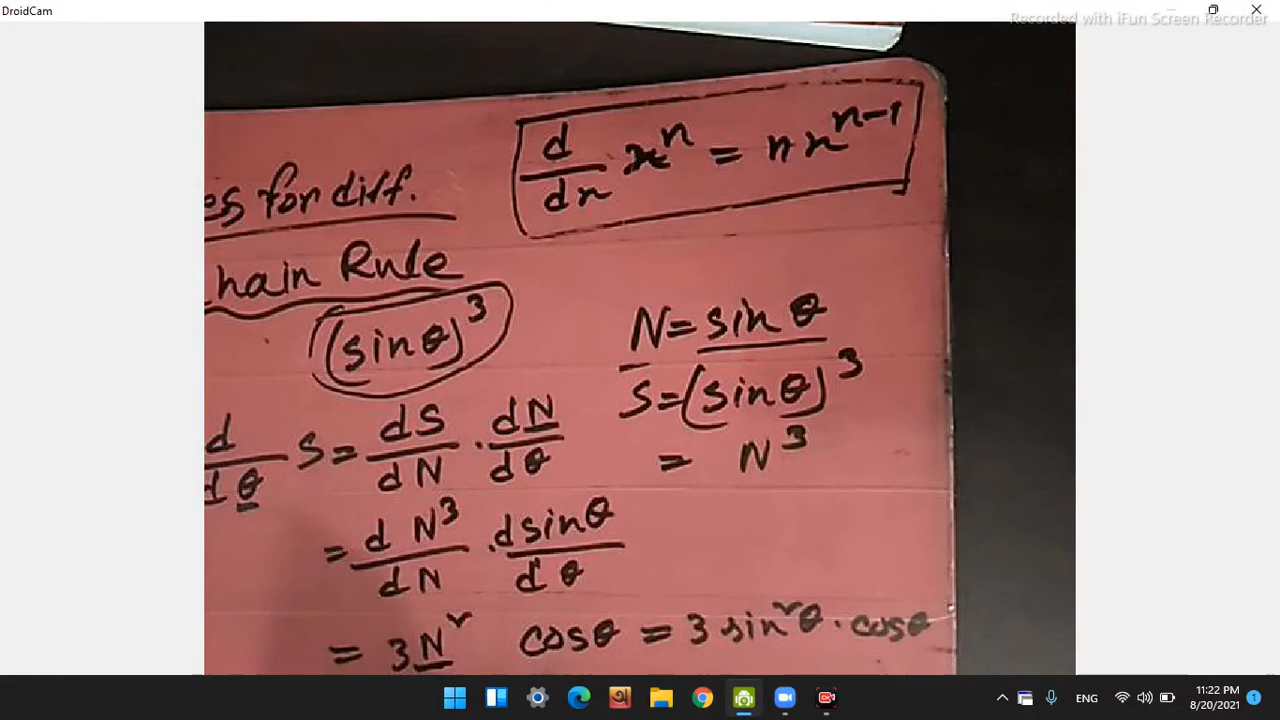 DroidCam
Recorded with iFun Screen Recorder
d/dx x^n = n x^(n-1)
es for diff.
hain Rule
(sinθ)^3
N = sin θ
S = (sinθ)^3
= N^3
d/dθ S = dS/dN · dN/dθ
= d N^3/dN · d sinθ/dθ
= 3N^2 cosθ = 3 sin^2θ · cosθ
ENG
11:22 PM
8/20/2021
1